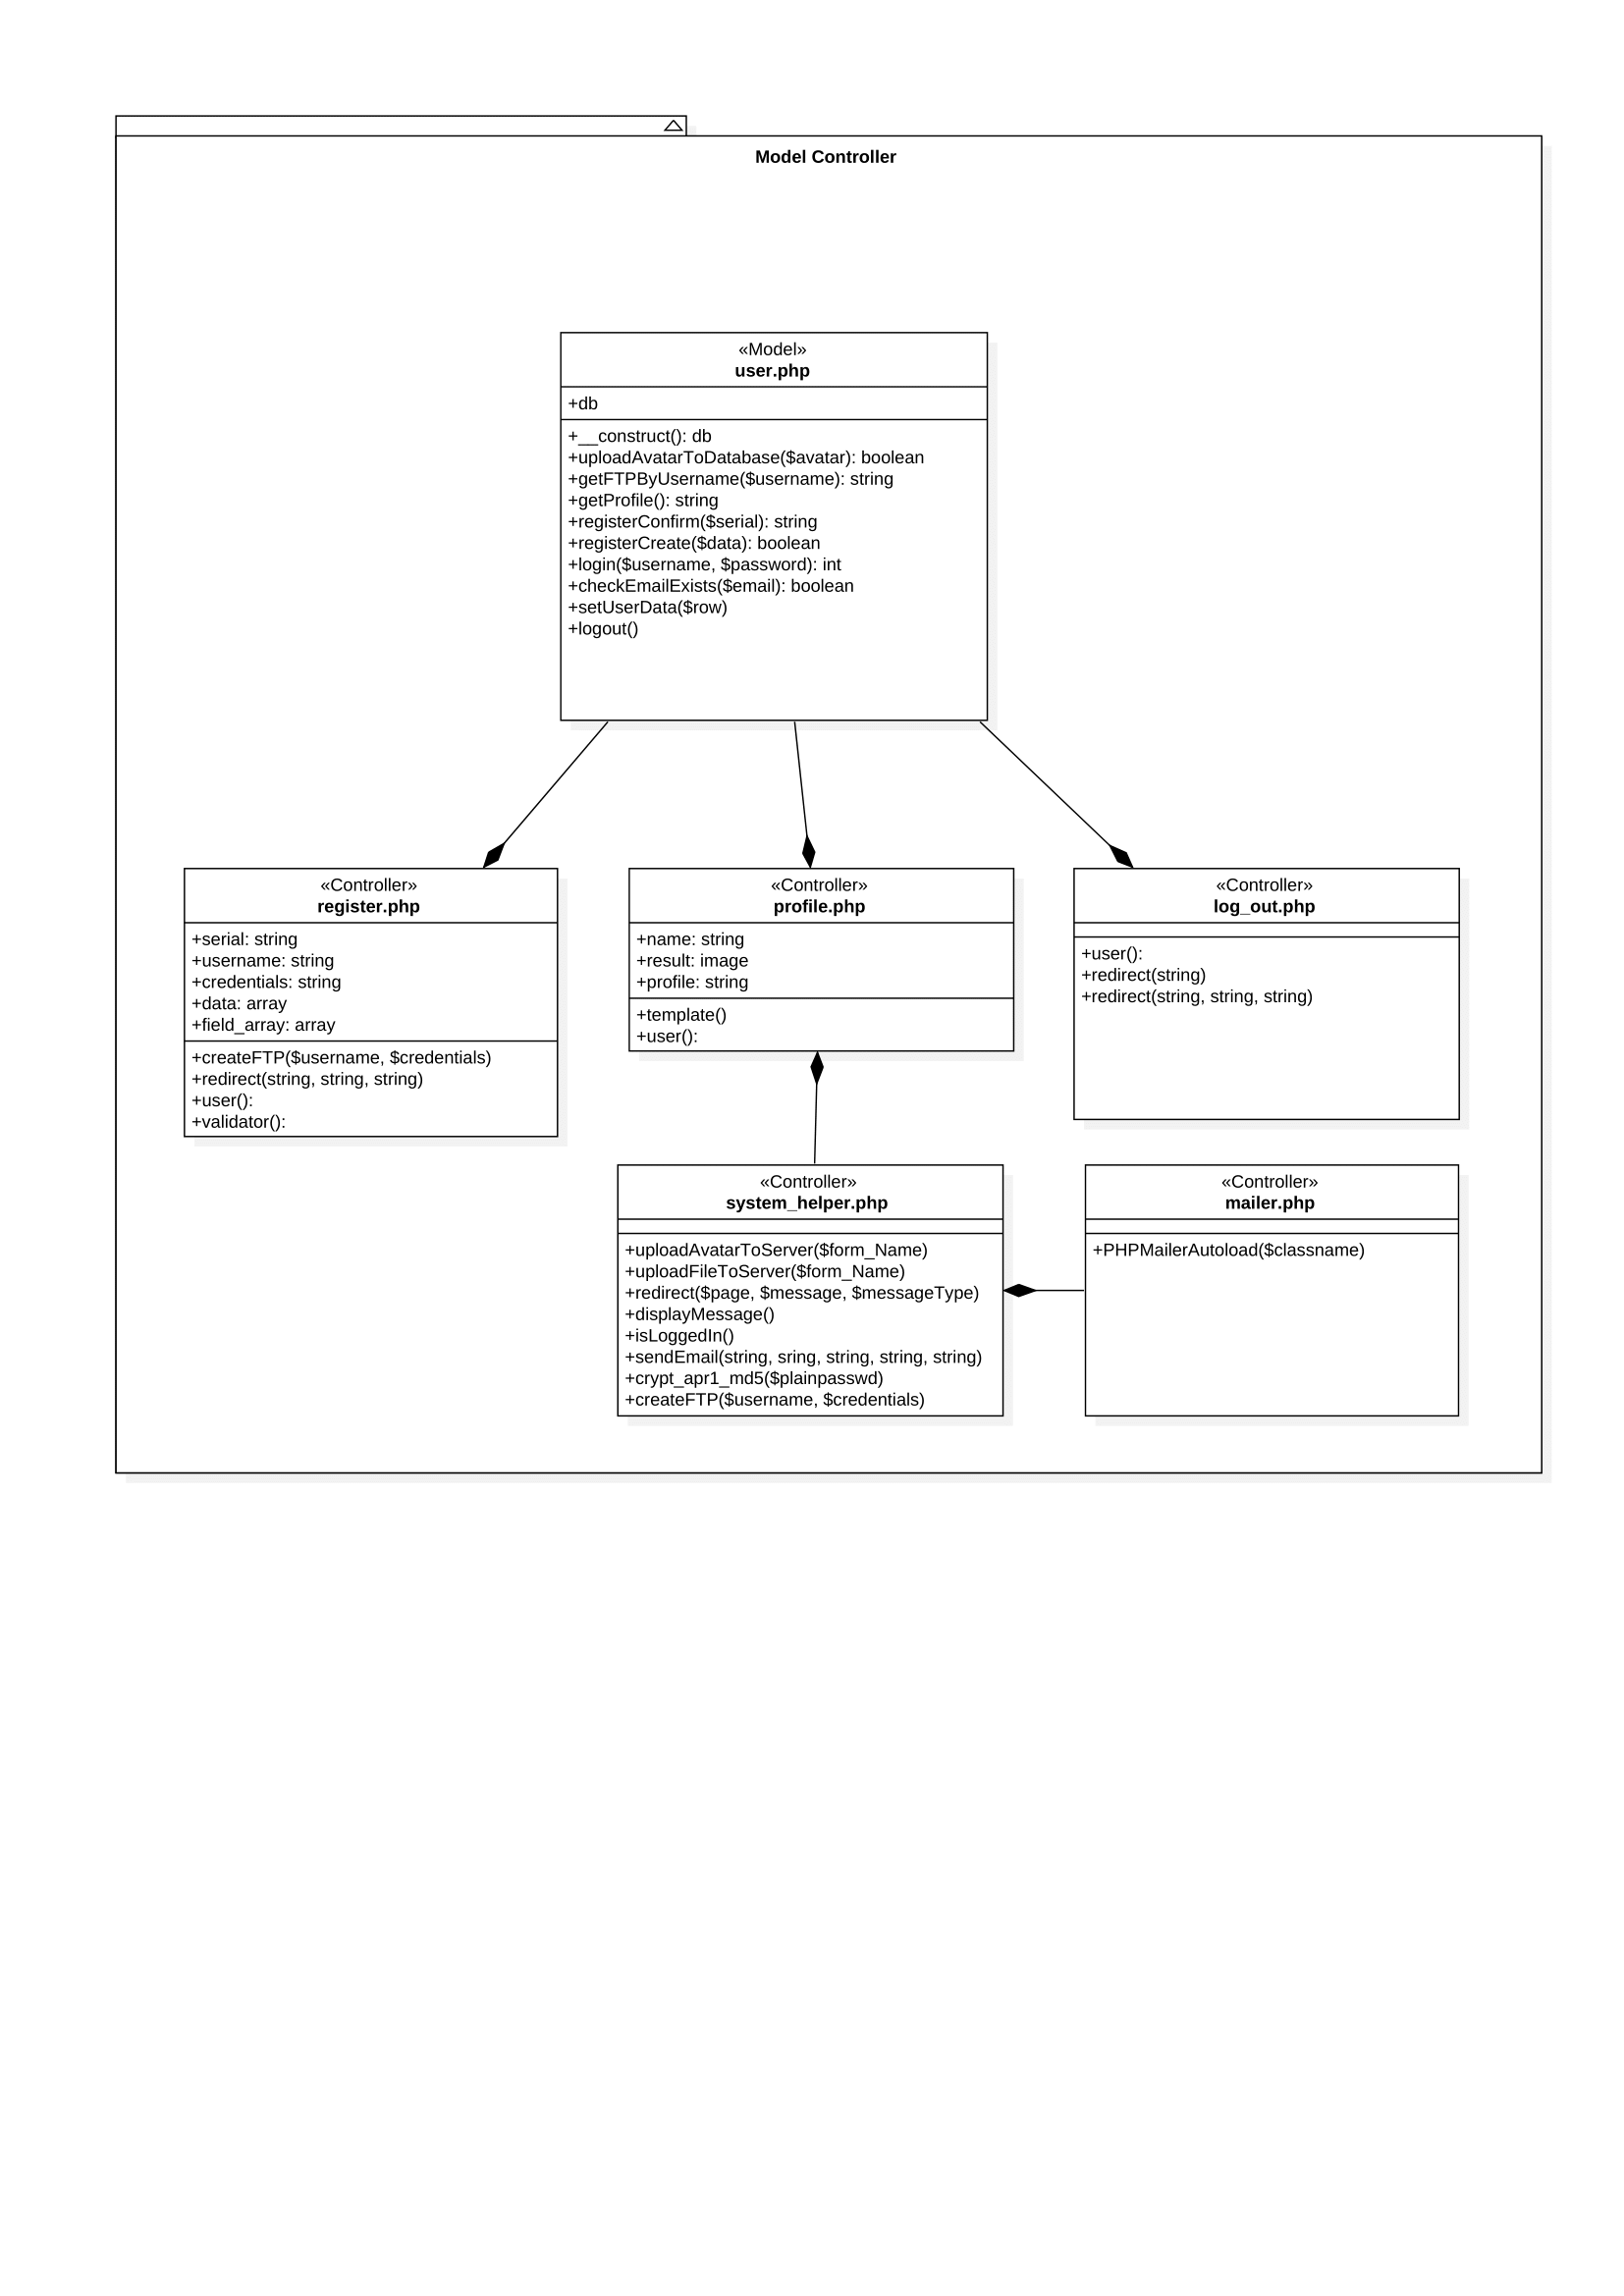 Model Controller
«Model»
user.php
+db
+__construct(): db
+uploadAvatarToDatabase($avatar): boolean
+getFTPByUsername($username): string
+getProfile(): string
+registerConfirm($serial): string
+registerCreate($data): boolean
+login($username, $password): int
+checkEmailExists($email): boolean
+setUserData($row)
+logout()
«Controller»
register.php
+serial: string
+username: string
+credentials: string
+data: array
+field_array: array
+createFTP($username, $credentials)
+redirect(string, string, string)
+user():
+validator():
«Controller»
profile.php
+name: string
+result: image
+profile: string
+template()
+user():
«Controller»
log_out.php
+user():
+redirect(string)
+redirect(string, string, string)
«Controller»
system_helper.php
+uploadAvatarToServer($form_Name)
+uploadFileToServer($form_Name)
+redirect($page, $message, $messageType)
+displayMessage()
+isLoggedIn()
+sendEmail(string, sring, string, string, string)
+crypt_apr1_md5($plainpasswd)
+createFTP($username, $credentials)
«Controller»
mailer.php
+PHPMailerAutoload($classname)